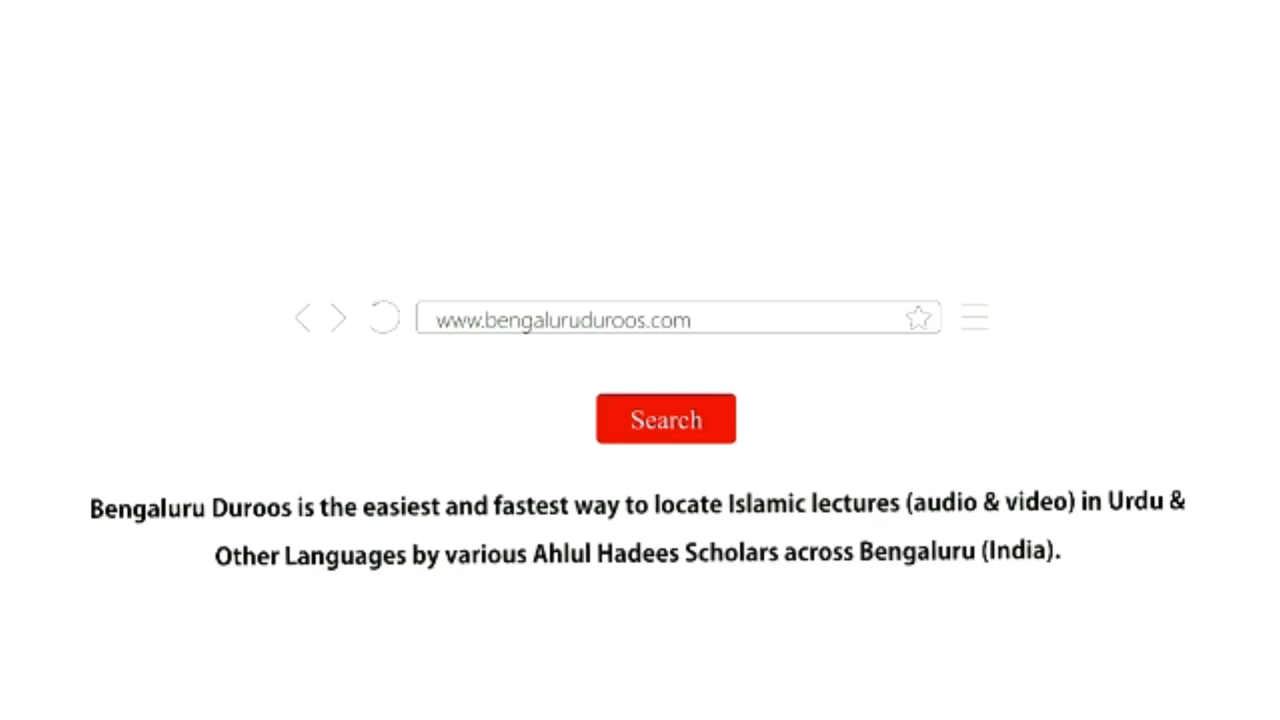 www.bengaluruduroos.com
Search
Bengaluru Duroos is the easiest and fastest way to locate Islamic lectures (audio & video) in Urdu &
Other Languages by various Ahlul Hadees Scholars across Bengaluru (India).